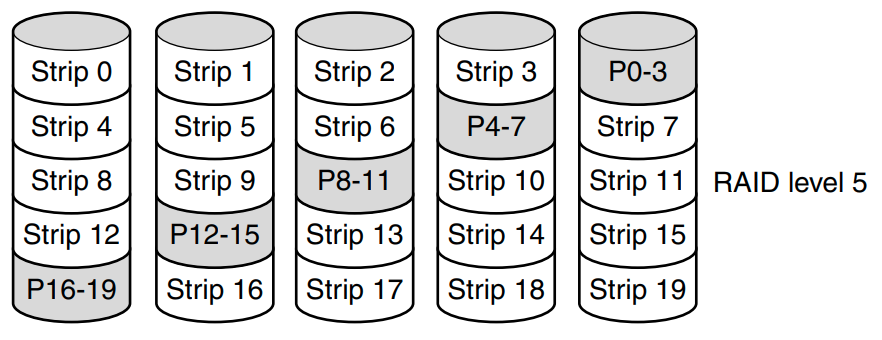 Strip 0 Strip 1 Strip 2 Strip 3 P0-3
Strip 4 Strip 5 Strip 6 P4-7 Strip 7
Strip 8 Strip 9 P8-11 Strip 10 Strip 11 RAID level 5
Strip 12 P12-15 Strip 13 Strip 14 Strip 15
P16-19 Strip 16 Strip 17 Strip 18 Strip 19